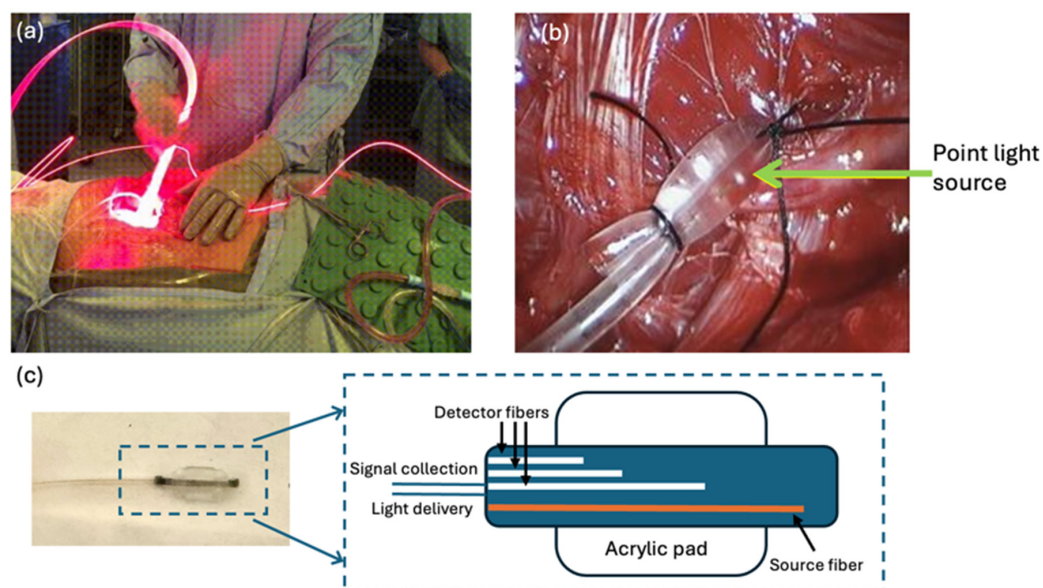 (a)
(b)
Point light
source
(c)
Detector fibers
Signal collection
Light delivery
Acrylic pad
Source fiber